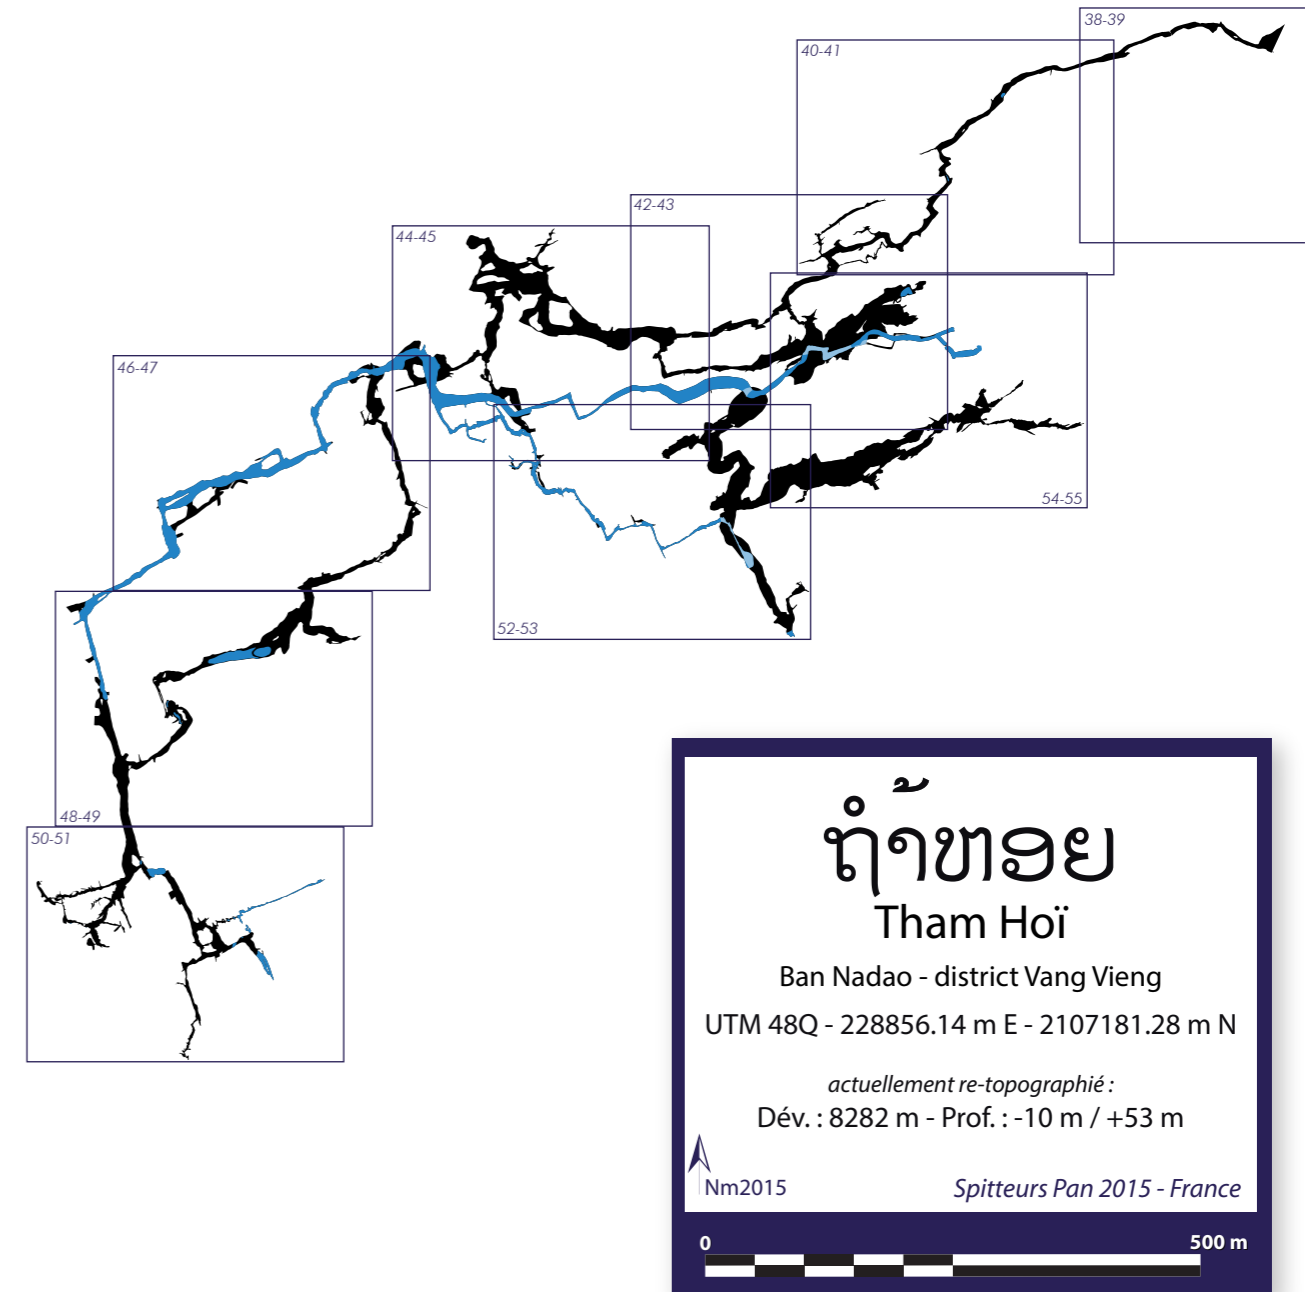 38-39
40-41
42-43
44-45
46-47
54-55
52-53
48-49
50-51
ຖ້ຳຫອຍ
Tham Hoï
Ban Nadao - district Vang Vieng
UTM 48Q - 228856.14 m E - 2107181.28 m N
actuellement re-topographié :
Dév. : 8282 m - Prof. : -10 m / +53 m
Nm2015
Spitteurs Pan 2015 - France
0 500 m